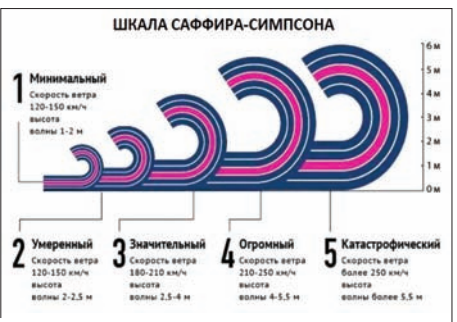 ШКАЛА САФФИРА-СИМПСОНА
1 Минимальный
Скорость ветра
120-150 км/ч
высота
волны 1-2 м
6 м
5 м
4 м
3 м
2 м
1 м
0 м
2 Умеренный
Скорость ветра
120-150 км/ч
высота
волны 2-2,5 м
3 Значительный
Скорость ветра
180-210 км/ч
высота
волны 2,5-4 м
4 Огромный
Скорость ветра
210-250 км/ч
высота
волны 4-5,5 м
5 Катастрофический
Скорость ветра
более 250 км/ч
высота
волны более 5,5 м